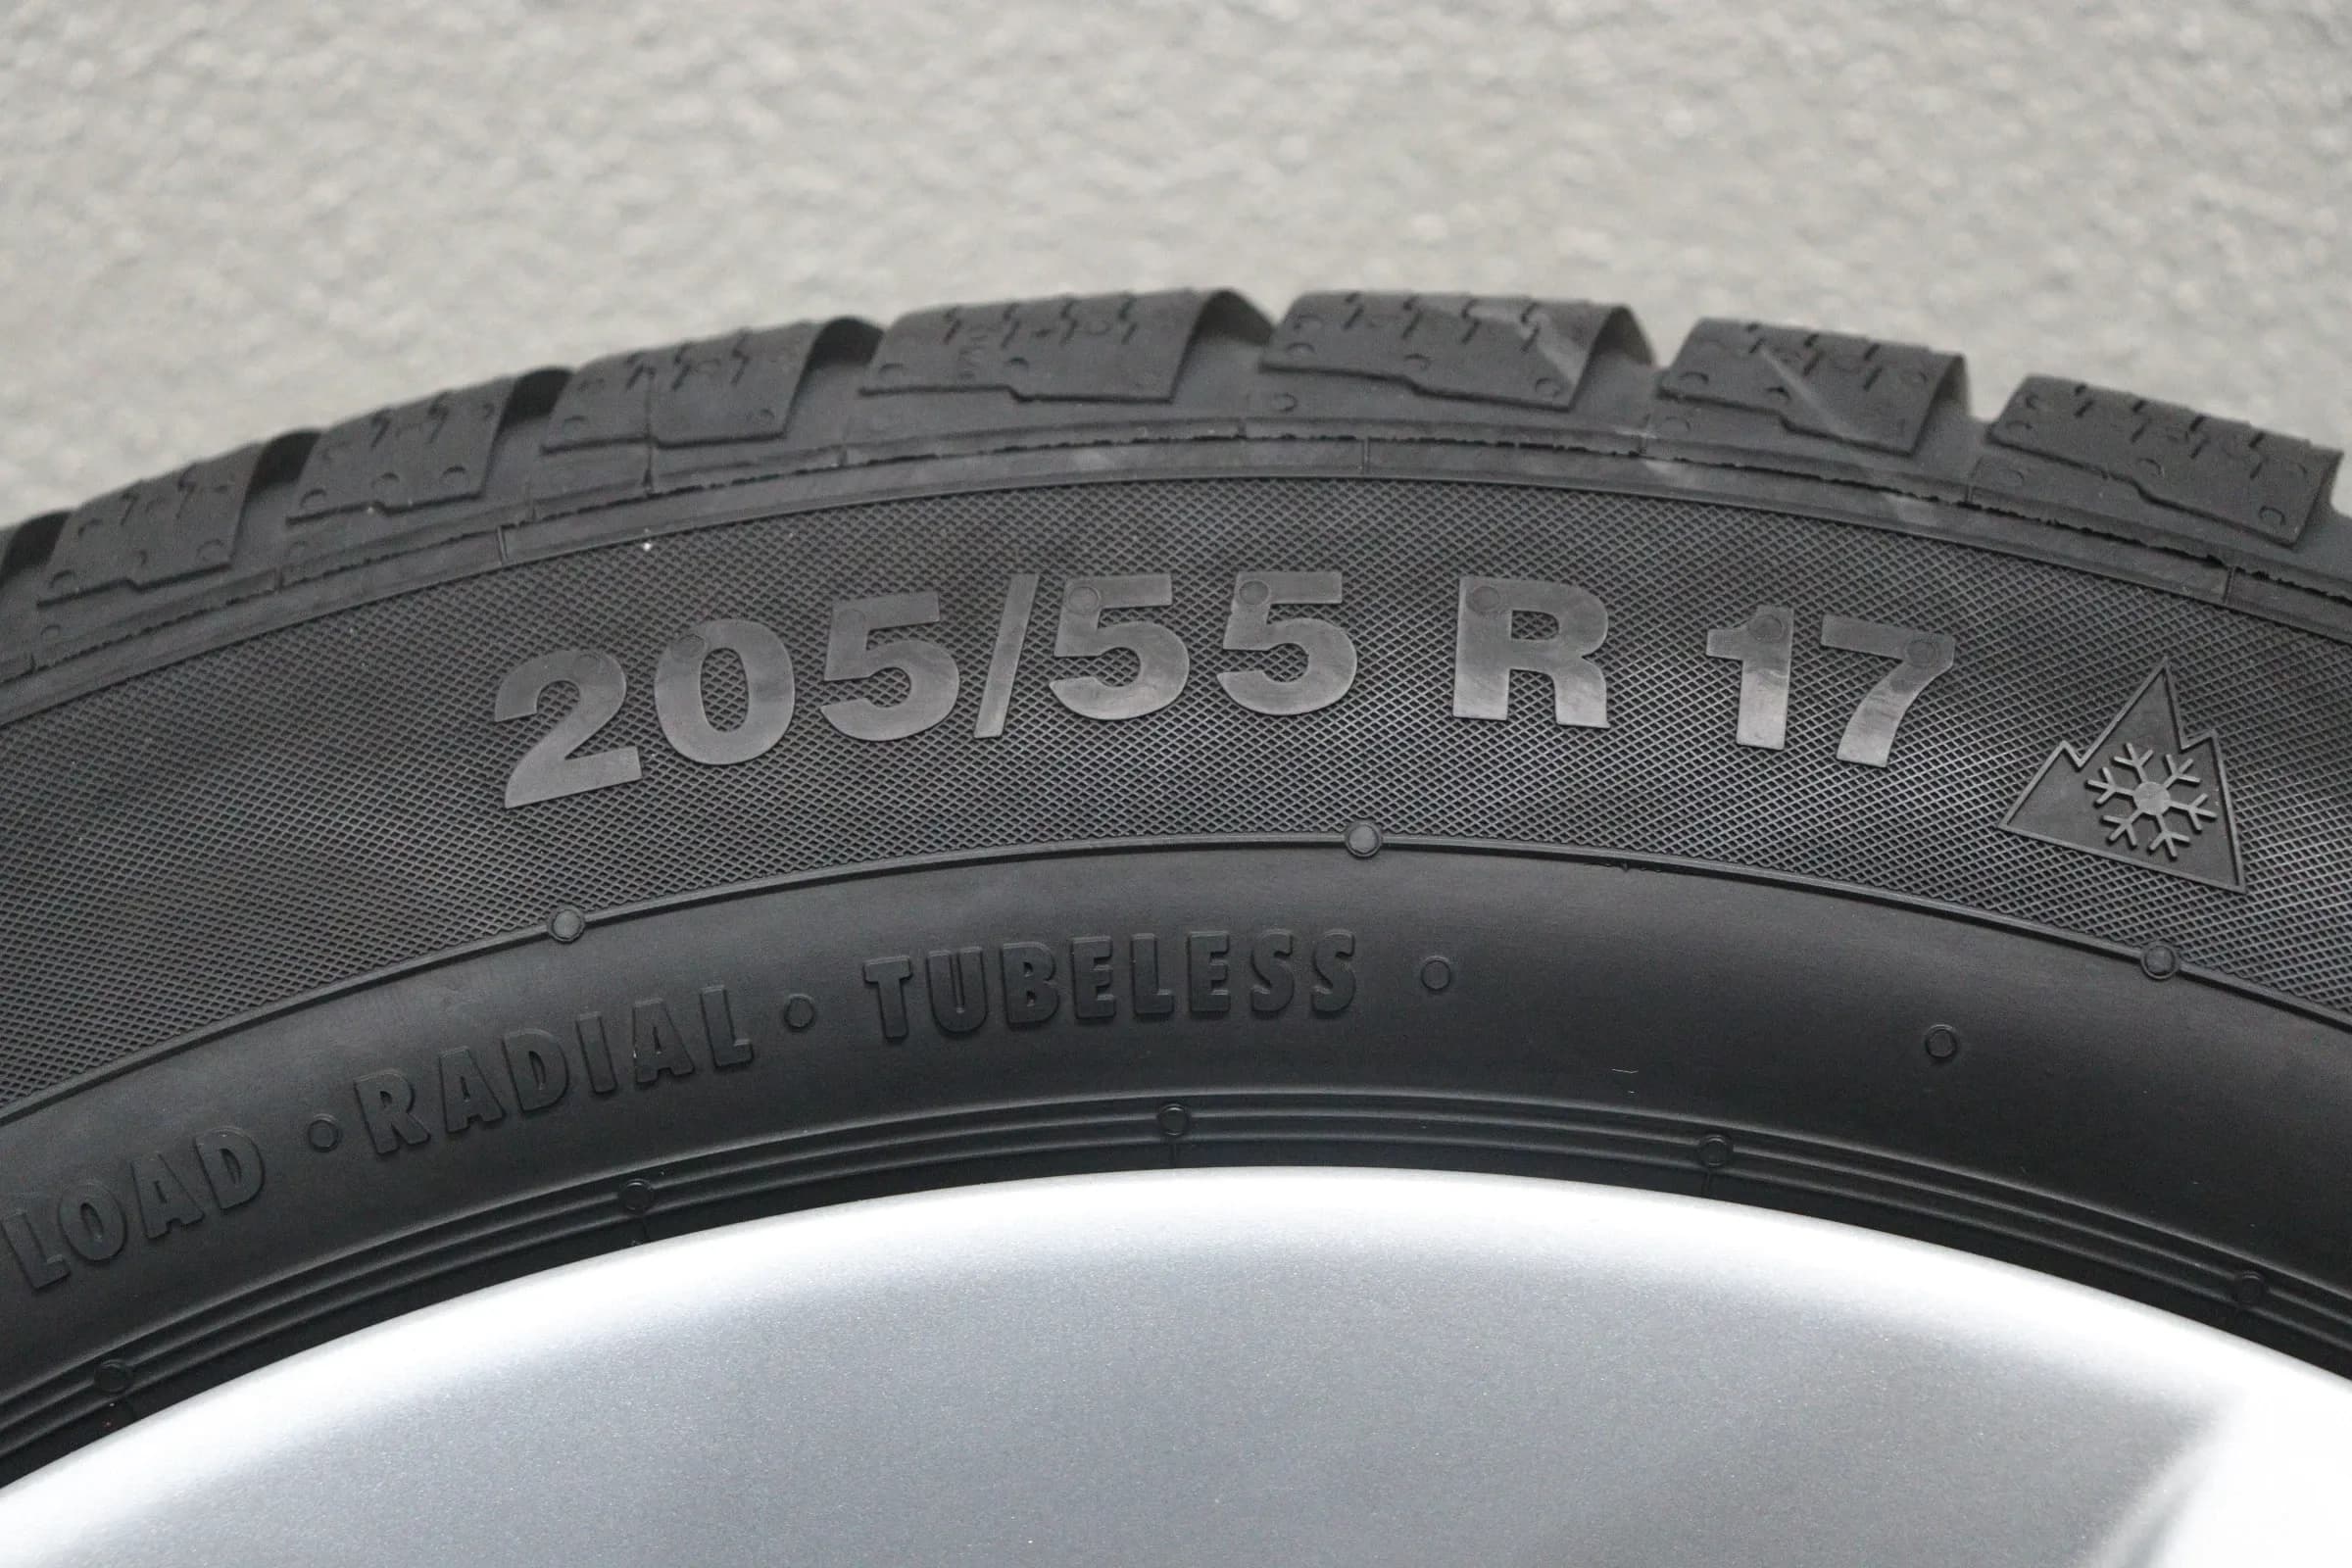 205/55 R 17
LOAD · RADIAL · TUBELESS ·